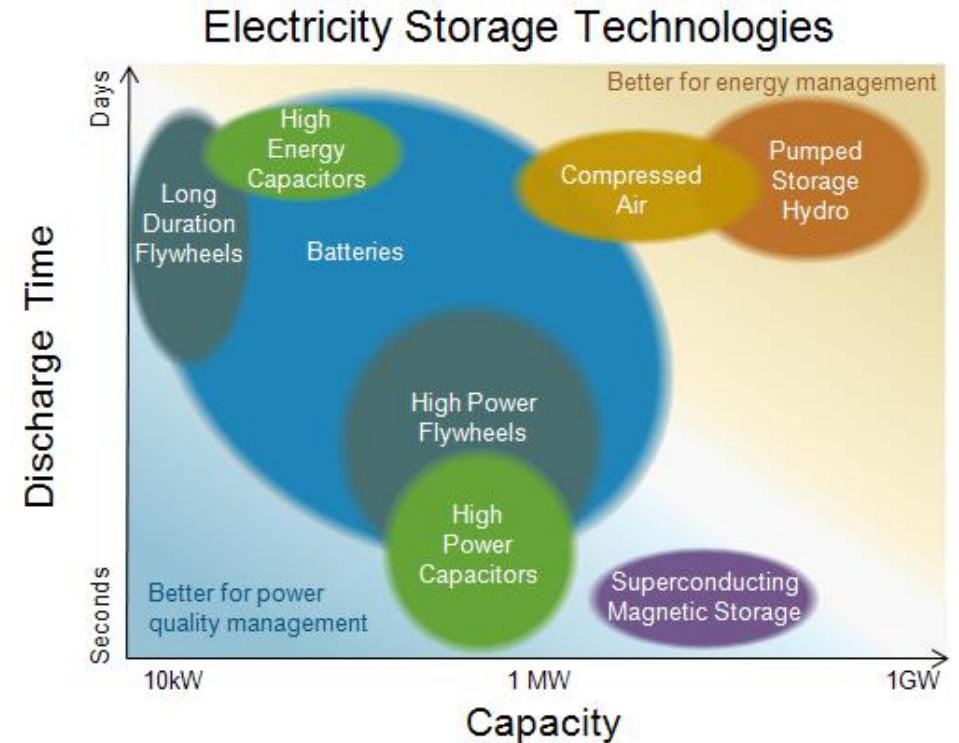 Electricity Storage Technologies
Days
Better for energy management
High
Energy
Capacitors
Long
Duration
Flywheels
Compressed
Air
Pumped
Storage
Hydro
Batteries
Discharge Time
High Power
Flywheels
High
Power
Capacitors
Superconducting
Magnetic Storage
Better for power
quality management
Seconds
10kW
1 MW
1GW
Capacity